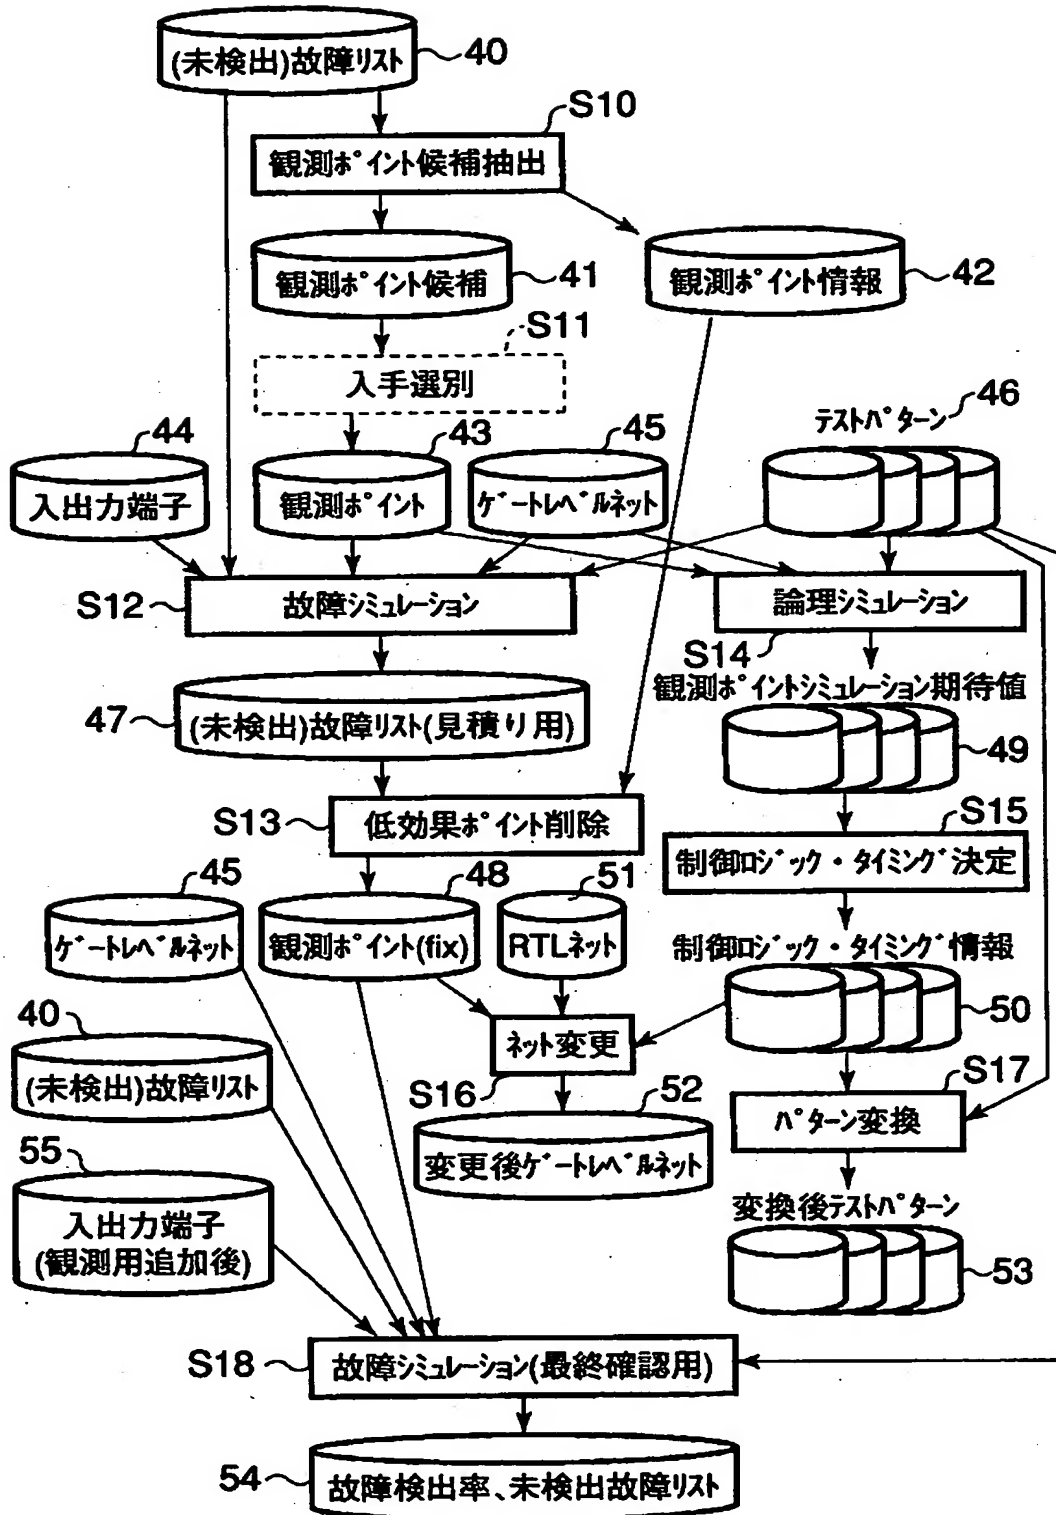 (未検出)故障リスト
40
S10
観測ポイント候補抽出
観測ポイント候補
41
観測ポイント情報
42
S11
入手選別
44
入出力端子
43
観測ポイント
45
ゲートレベルネット
テストパターン
46
S12
故障シミュレーション
論理シミュレーション
S14
観測ポイントシミュレーション期待値
47
(未検出)故障リスト(見積り用)
49
S13
低効果ポイント削除
S15
制御ロジック・タイミング決定
45
ゲートレベルネット
48
観測ポイント(fix)
51
RTLネット
制御ロジック・タイミング情報
50
40
(未検出)故障リスト
ネット変更
S16
S17
パターン変換
52
変更後ゲートレベルネット
55
入出力端子
(観測用追加後)
変換後テストパターン
53
S18
故障シミュレーション(最終確認用)
54
故障検出率、未検出故障リスト